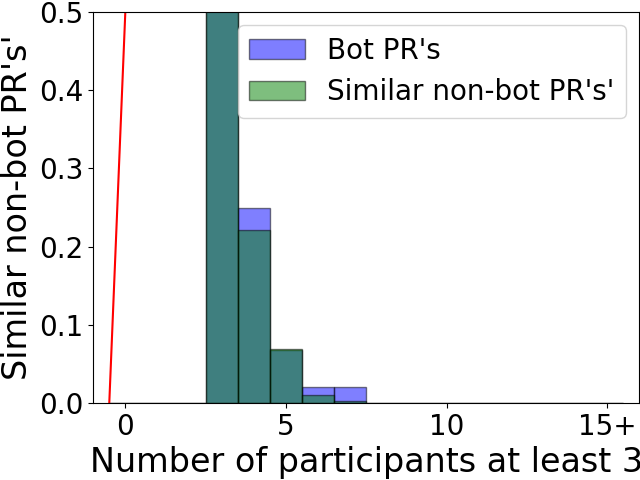 Similar non-bot PR's'
0.5
0.4
0.3
0.2
0.1
0.0
Bot PR's
Similar non-bot PR's'
0
5
10
15+
Number of participants at least 3